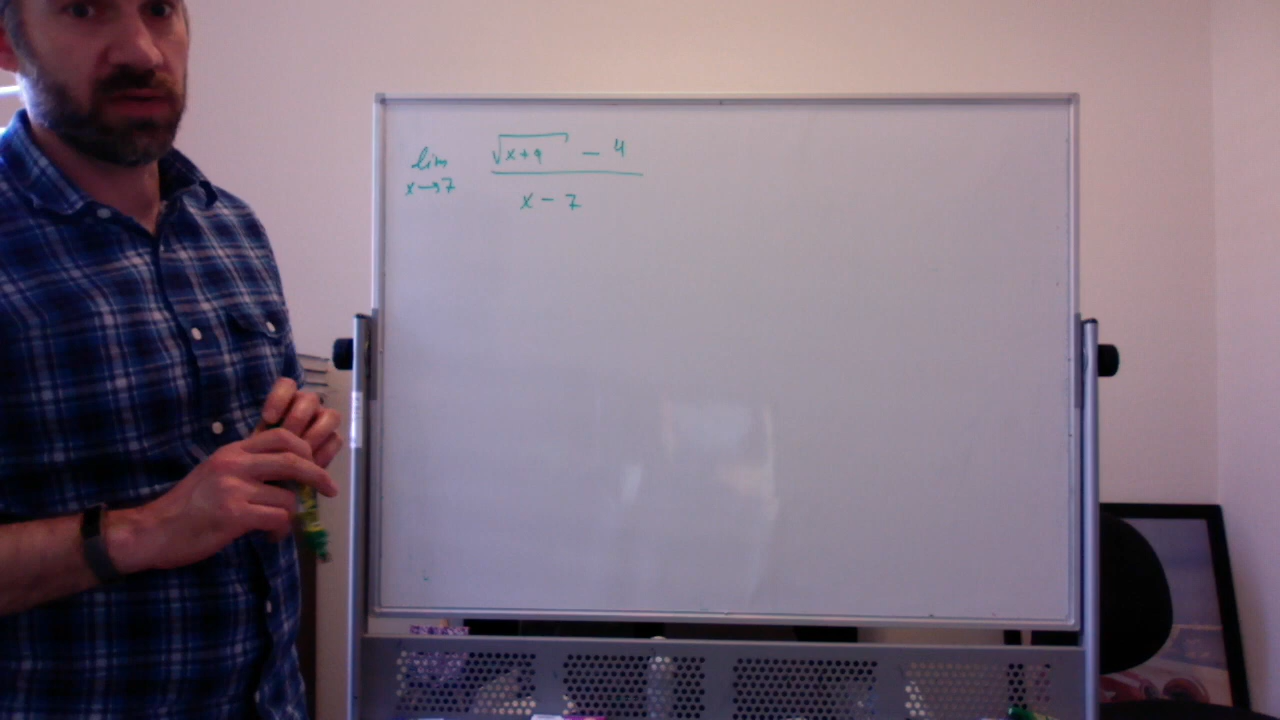 lim √(x+9) - 4
x→7 x - 7